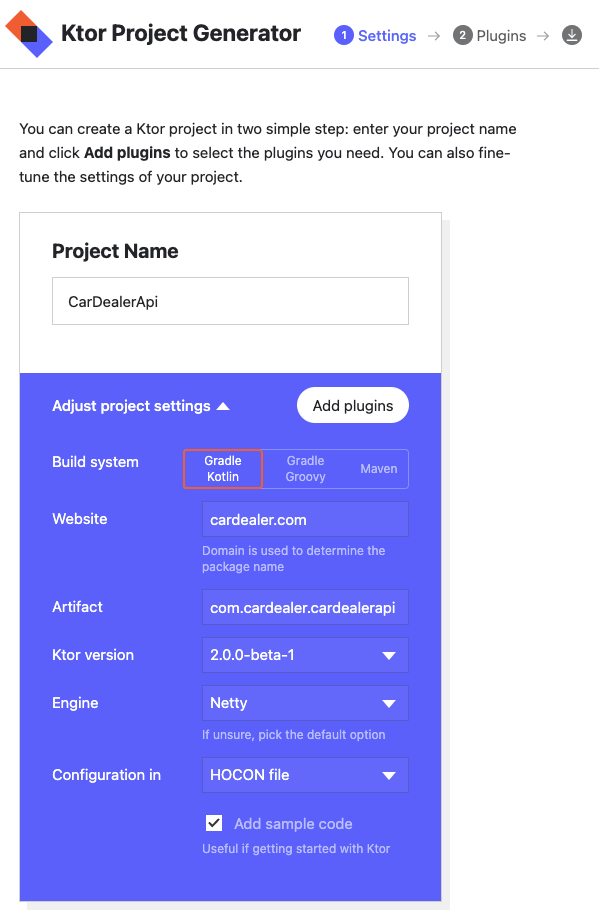 Ktor Project Generator
1 Settings → 2 Plugins →
You can create a Ktor project in two simple step: enter your project name
and click Add plugins to select the plugins you need. You can also fine-
tune the settings of your project.
Project Name
CarDealerApi
Adjust project settings
Add plugins
Build system
Gradle
Kotlin
Gradle
Groovy
Maven
Website
cardealer.com
Domain is used to determine the
package name
Artifact
com.cardealer.cardealerapi
Ktor version
2.0.0-beta-1
Engine
Netty
If unsure, pick the default option
Configuration in
HOCON file
Add sample code
Useful if getting started with Ktor